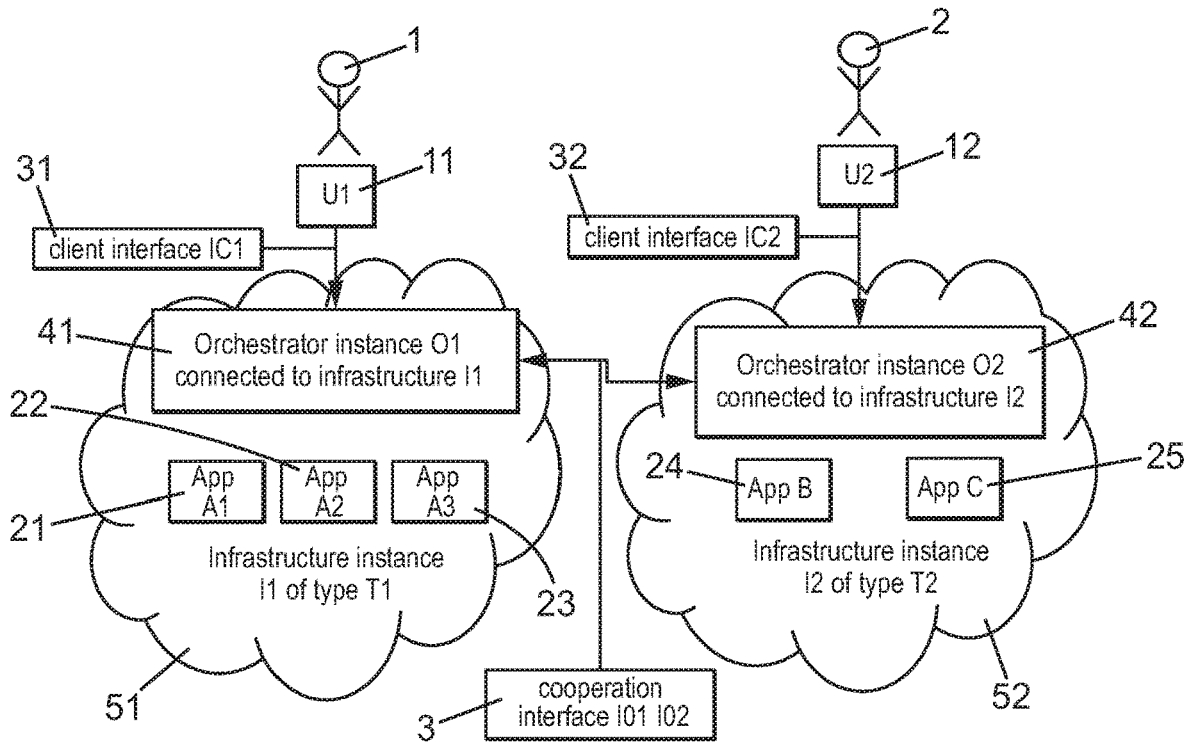 1
2
31
11
32
12
U1
U2
client interface IC1
client interface IC2
41
42
Orchestrator instance O1
connected to infrastructure I1
Orchestrator instance O2
connected to infrastructure I2
22
24
25
App
A1
App
A2
App
A3
App B
App C
21
23
Infrastructure instance
I1 of type T1
Infrastructure instance
I2 of type T2
51
52
3
cooperation
interface I01 I02